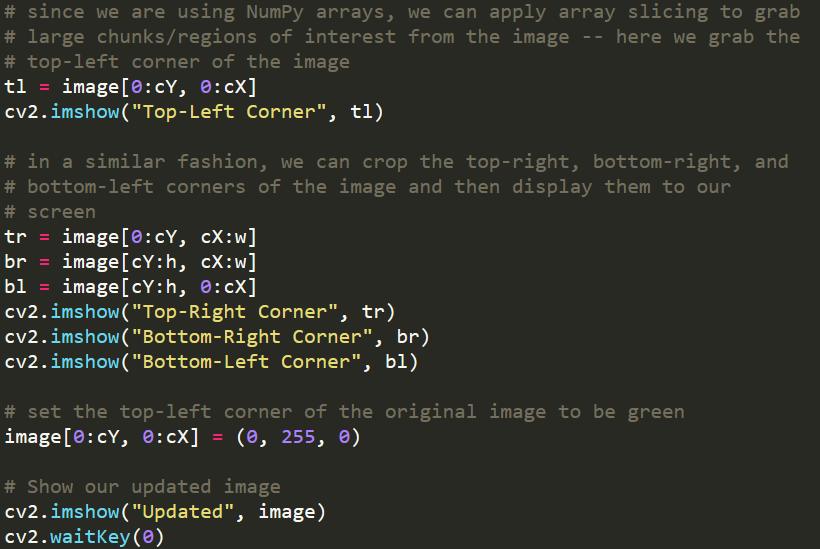 # since we are using NumPy arrays, we can apply array slicing to grab
# large chunks/regions of interest from the image -- here we grab the
# top-left corner of the image
tl = image[0:cY, 0:cX]
cv2.imshow("Top-Left Corner", tl)
# in a similar fashion, we can crop the top-right, bottom-right, and
# bottom-left corners of the image and then display them to our
# screen
tr = image[0:cY, cX:w]
br = image[cY:h, cX:w]
bl = image[cY:h, 0:cX]
cv2.imshow("Top-Right Corner", tr)
cv2.imshow("Bottom-Right Corner", br)
cv2.imshow("Bottom-Left Corner", bl)
# set the top-left corner of the original image to be green
image[0:cY, 0:cX] = (0, 255, 0)
# Show our updated image
cv2.imshow("Updated", image)
cv2.waitKey(0)